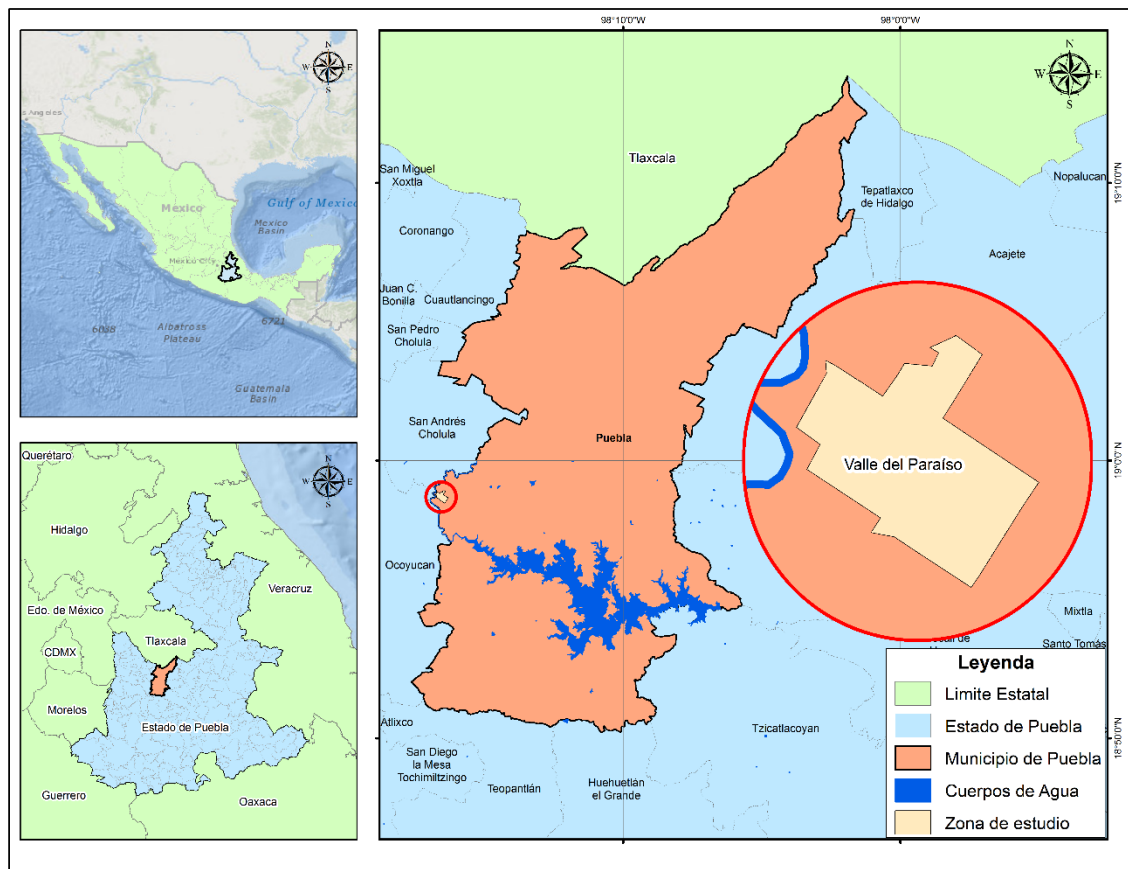 N
W E
S
os Angeles
Mexico
Gulf of Mexico
Mexico
Basin
Mexico City
6088
Albatross
Plateau
6721
Guatemala
Basin
Querétaro
N
W E
S
Hidalgo
Veracruz
Edo. de México
Tlaxcala
CDMX
Morelos
Estado de Puebla
Guerrero
Oaxaca
98°10'0"W
98°0'0"W
N
W E
S
Tlaxcala
San Miguel
Xoxtla
Nopalucan
Tepatlaxco
de Hidalgo
19°10'0"N
Coronango
Acajete
Juan C.
Bonilla
Cuautlancingo
San Pedro
Cholula
San Andrés
Cholula
Puebla
19°0'0"N
Valle del Paraíso
Ocoyucan
Mixtla
Santo Tomás
Atlixco
Tzicatlacoyan
18°50'0"N
San Diego
la Mesa
Tochimiltzingo
Teopantlán
Huehuetlán
el Grande
Leyenda
Limite Estatal
Estado de Puebla
Municipio de Puebla
Cuerpos de Agua
Zona de estudio